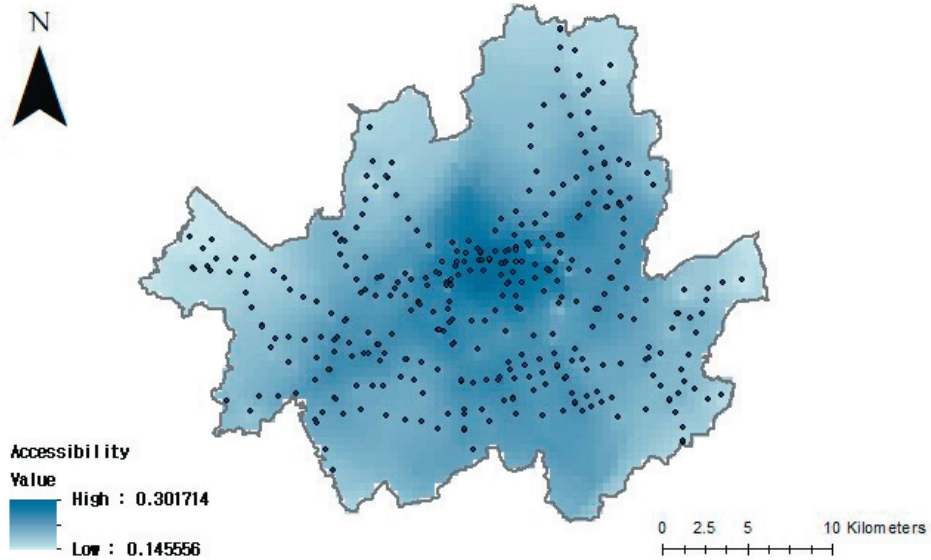 N
Accessibility
Value
High : 0.301714
Low : 0.145556
0 2.5 5 10 Kilometers